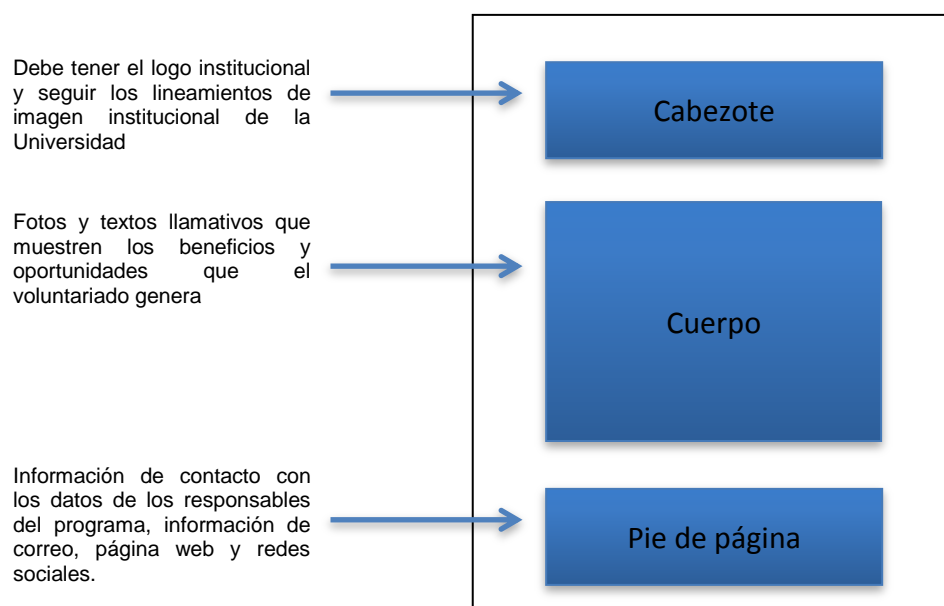 Debe tener el logo institucional
y seguir los lineamientos de
imagen institucional de la
Universidad
Cabezote
Fotos y textos llamativos que
muestren los beneficios y
oportunidades que el
voluntariado genera
Cuerpo
Información de contacto con
los datos de los responsables
del programa, información de
correo, página web y redes
sociales.
Pie de página